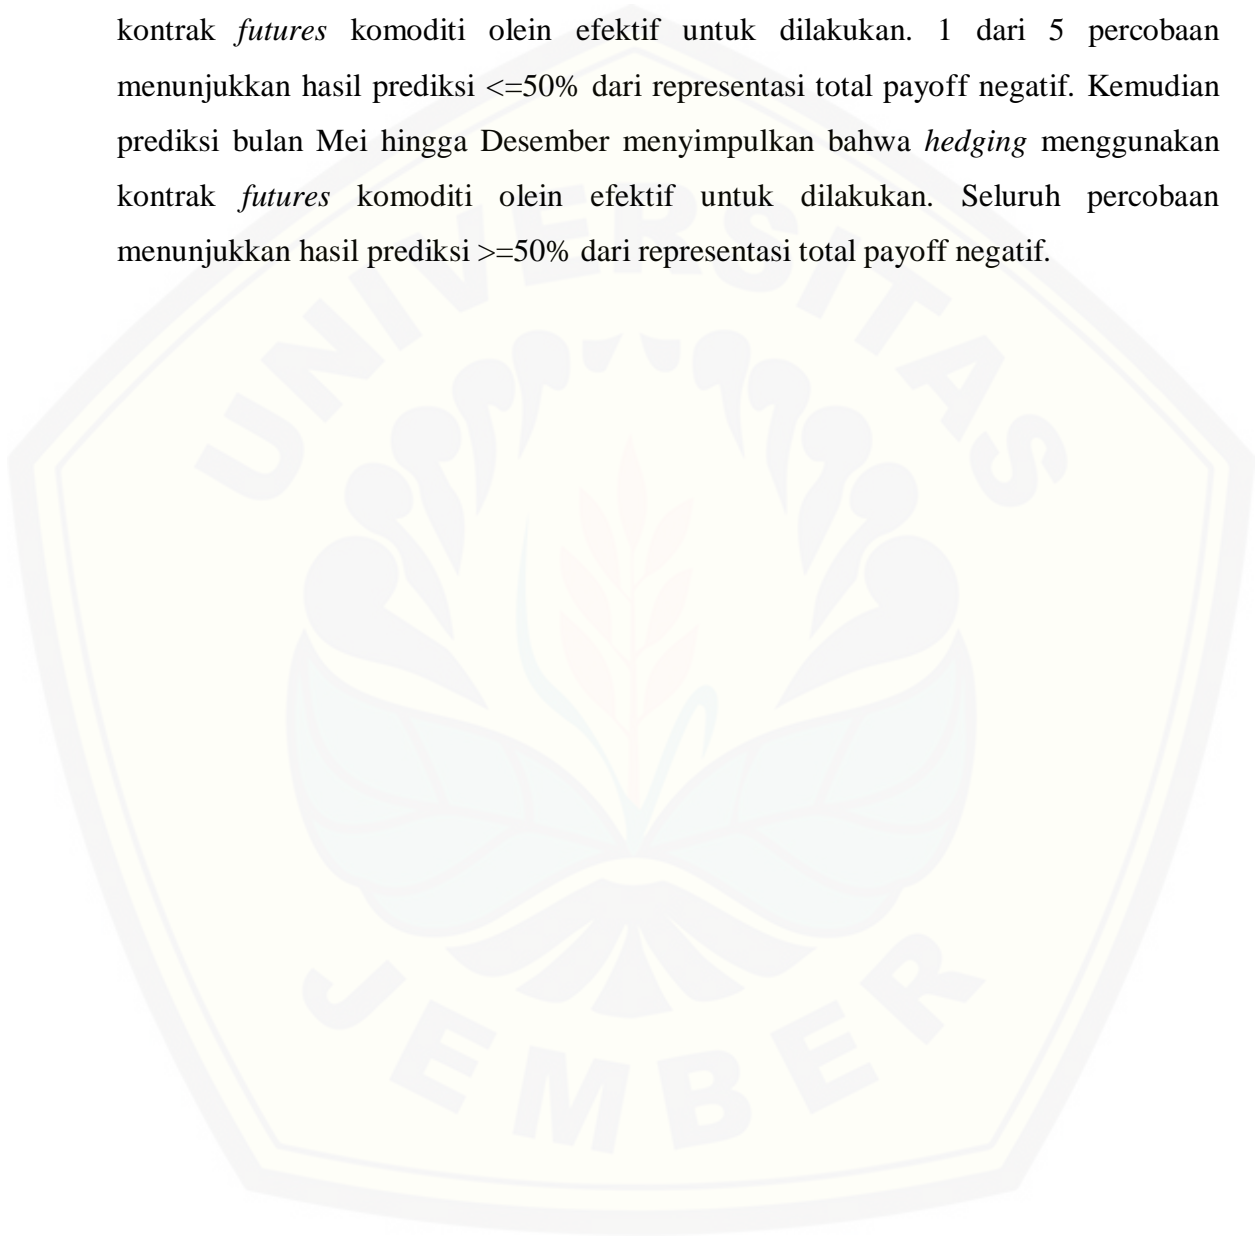 kontrak futures komoditi olein efektif untuk dilakukan. 1 dari 5 percobaan
menunjukkan hasil prediksi <=50% dari representasi total payoff negatif. Kemudian
prediksi bulan Mei hingga Desember menyimpulkan bahwa hedging menggunakan
kontrak futures komoditi olein efektif untuk dilakukan. Seluruh percobaan
menunjukkan hasil prediksi >=50% dari representasi total payoff negatif.
UNIVERSITAS
JEMBER